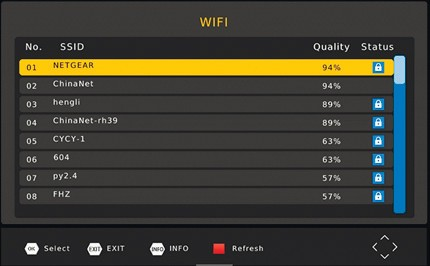 WIFI
No. SSID Quality Status
01 NETGEAR 94%
02 ChinaNet 94%
03 hengli 89%
04 ChinaNet-rh39 89%
05 CYCY-1 63%
06 604 63%
07 py2.4 57%
08 FHZ 57%
OK Select EXIT EXIT INFO INFO Refresh